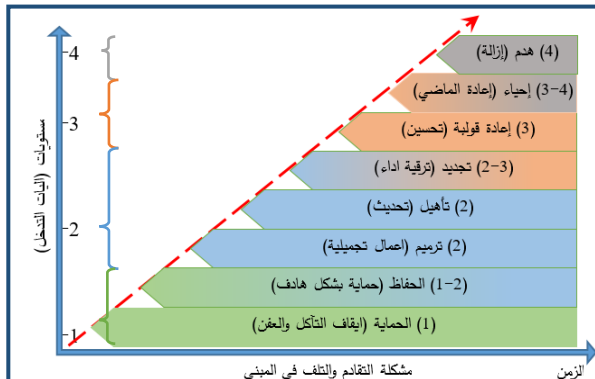 4
3
2
1
مستويات (اليات التدخل)
(4) هدم (إزالة)
(3-4) إحياء (إعادة الماضي)
(3) إعادة قولبة (تحسين)
(2-3) تجديد (ترقية اداء)
(2) تأهيل (تحديث)
(2) ترميم (اعمال تجميلية)
(1-2) الحفاظ (حماية بشكل هادف)
(1) الحماية (ايقاف التآكل والعفن)
مشكلة التقادم والتلف في المبنى
الزمن